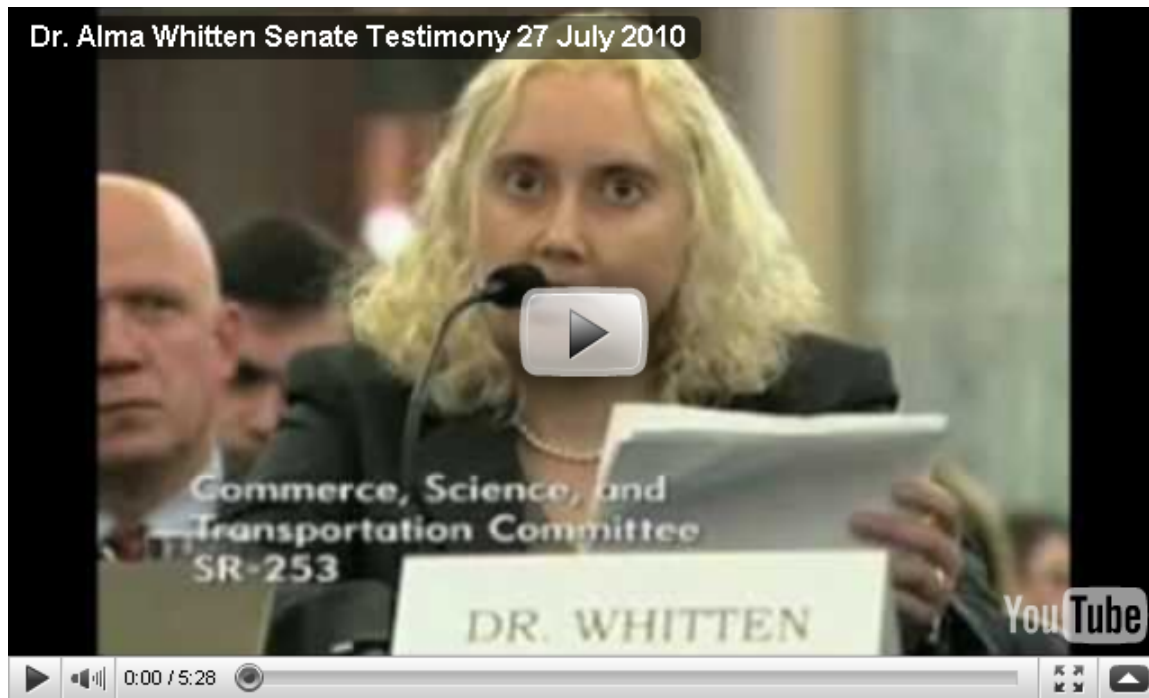 Dr. Alma Whitten Senate Testimony 27 July 2010
Commerce, Science, and
Transportation Committee
SR-253
DR. WHITTEN
YouTube
0:00 / 5:28